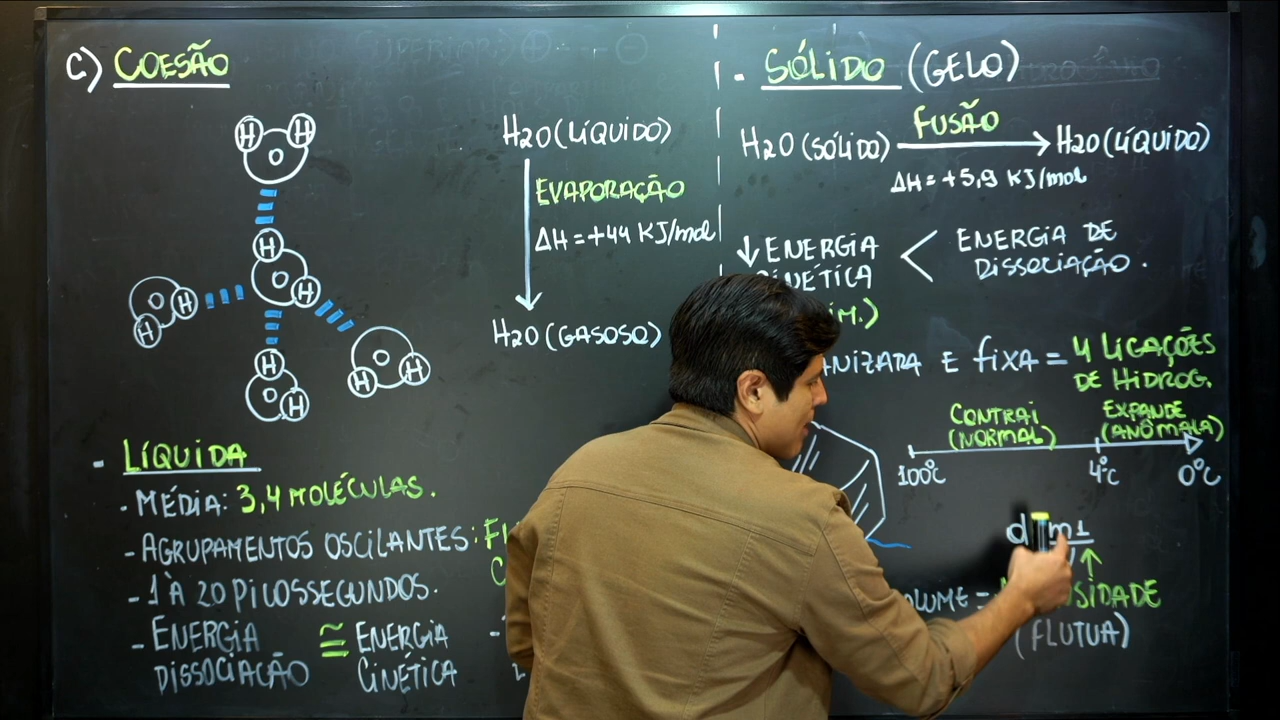 C) COESÃO
H H
O
H
O
H
O H
H
O
H H
H
O
H
H2O (LÍQUIDO)
EVAPORAÇÃO
ΔH=+44 KJ/mol
H2O (GASOSO)
- LÍQUIDA
- MÉDIA: 3,4 MOLÉCULAS.
- AGRUPAMENTOS OSCILANTES:
- 1 À 20 PICOSSEGUNDOS.
- ENERGIA DISSOCIAÇÃO ≅ ENERGIA CINÉTICA
- SÓLIDO (GELO)
H2O (SÓLIDO) FUSÃO → H2O (LÍQUIDO)
ΔH=+5,9 KJ/mol
↓ ENERGIA < ENERGIA DE
DISSOCIAÇÃO.
E FIXA = 4 LIGAÇÕES
DE HIDROG.
CONTRAI EXPANDE
(NORMAL) (ANÔMALA)
100°C 4°C 0°C
d
(FLUTUA)